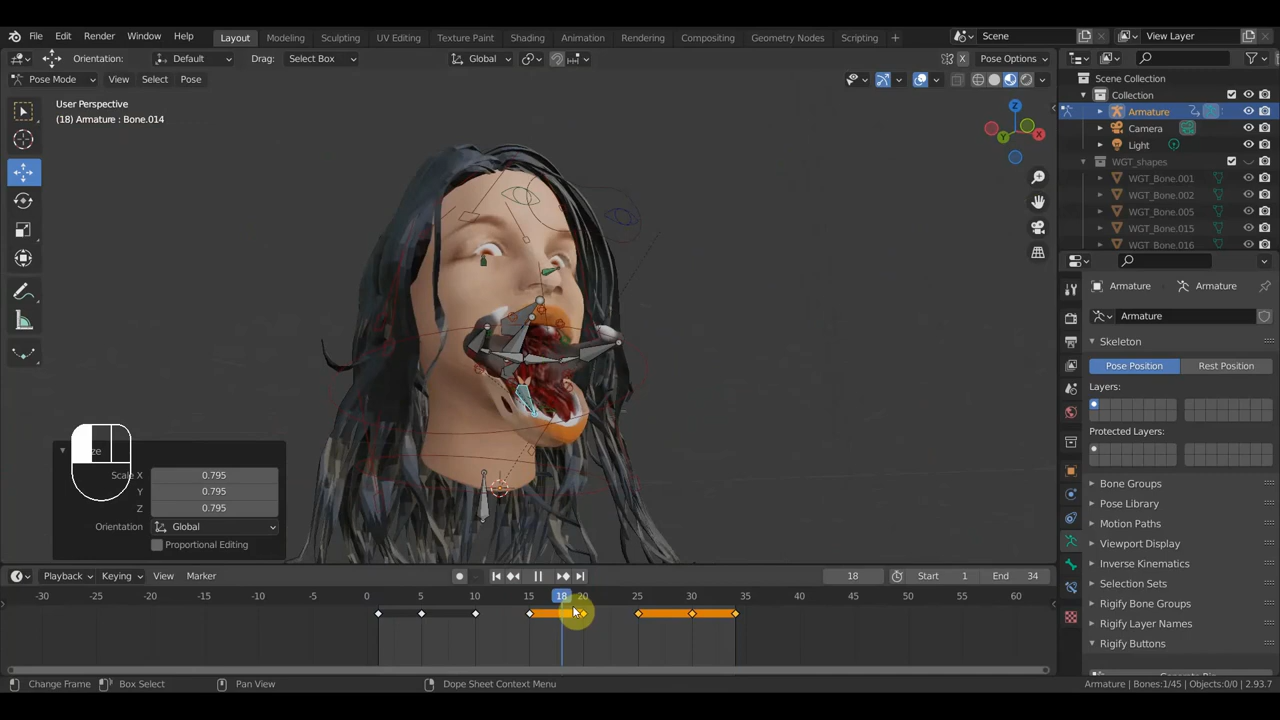 File Edit Render Window Help Layout Modeling Sculpting UV Editing Texture Paint Shading Animation Rendering Compositing Geometry Nodes Scripting + Scene View Layer
Orientation: Default Drag: Select Box Global Pose Options
Pose Mode View Select Pose
User Perspective
(18) Armature : Bone.014
X
Z
Y
X
Scene Collection
Collection
Armature
Camera
Light
WGT_shapes
WGT_Bone.001
WGT_Bone.002
WGT_Bone.005
WGT_Bone.015
WGT_Bone.016
Armature Armature
Armature
Skeleton
Pose Position Rest Position
Layers:
Protected Layers:
Bone Groups
Pose Library
Motion Paths
Viewport Display
Inverse Kinematics
Selection Sets
Rigify Bone Groups
Rigify Layer Names
Rigify Buttons
Scale X 0.795
Y 0.795
Z 0.795
Orientation Global
Proportional Editing
Playback Keying View Marker 18 Start 1 End 34
-30 -25 -20 -15 -10 -5 0 5 10 15 18 20 25 30 35 40 45 50 55 60
Change Frame Box Select Pan View Dope Sheet Context Menu Armature | Bones:1/45 | Objects:0/0 | 2.93.7